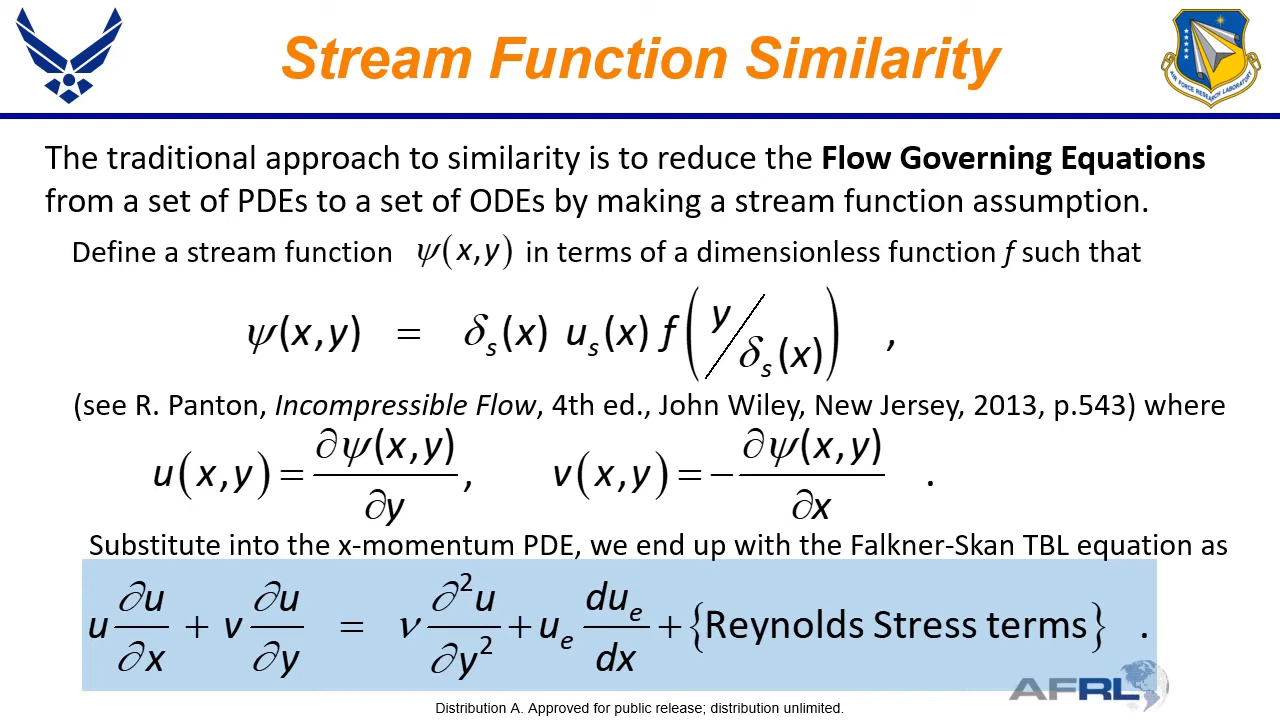 Stream Function Similarity
AIR FORCE RESEARCH LABORATORY
The traditional approach to similarity is to reduce the Flow Governing Equations
from a set of PDEs to a set of ODEs by making a stream function assumption.
Define a stream function ψ(x,y) in terms of a dimensionless function f such that
ψ(x,y) = δₛ(x) uₛ(x) f(y/δₛ(x)) ,
(see R. Panton, Incompressible Flow, 4th ed., John Wiley, New Jersey, 2013, p.543) where
u(x,y) = ∂ψ(x,y)/∂y , v(x,y) = −∂ψ(x,y)/∂x .
Substitute into the x-momentum PDE, we end up with the Falkner-Skan TBL equation as
u ∂u/∂x + v ∂u/∂y = ν ∂²u/∂y² + uₑ duₑ/dx + {Reynolds Stress terms} .
AFRL
Distribution A. Approved for public release; distribution unlimited.